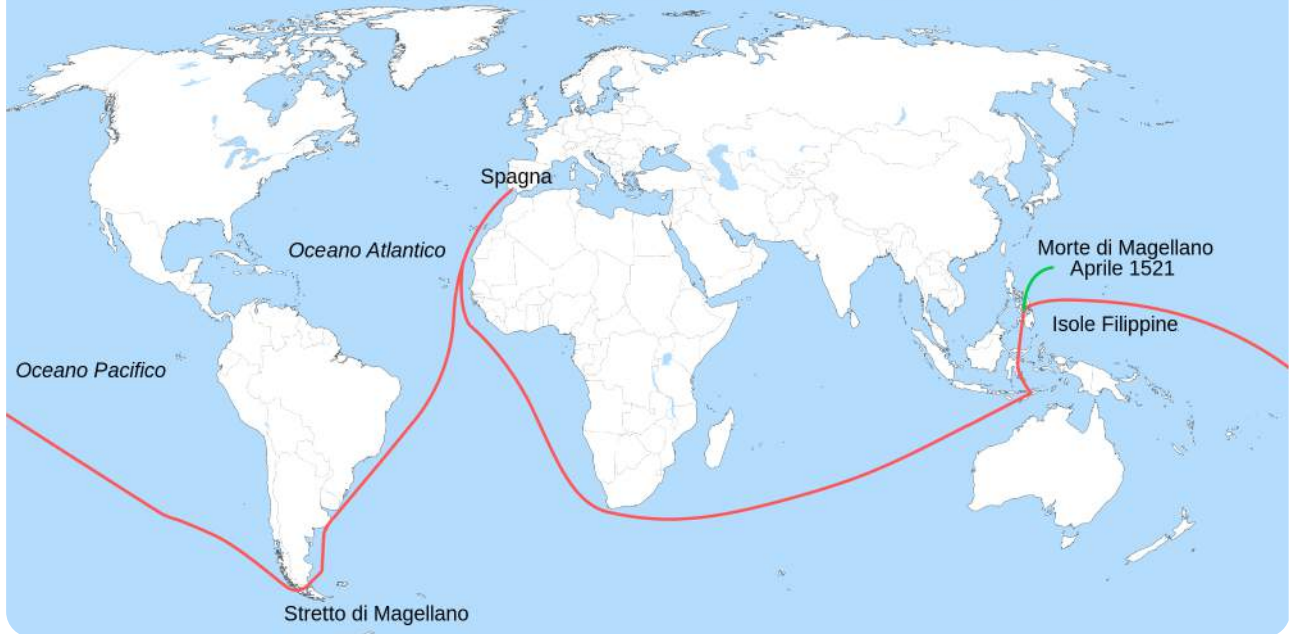 Spagna
Oceano Atlantico
Morte di Magellano
Aprile 1521
Isole Filippine
Oceano Pacifico
Stretto di Magellano